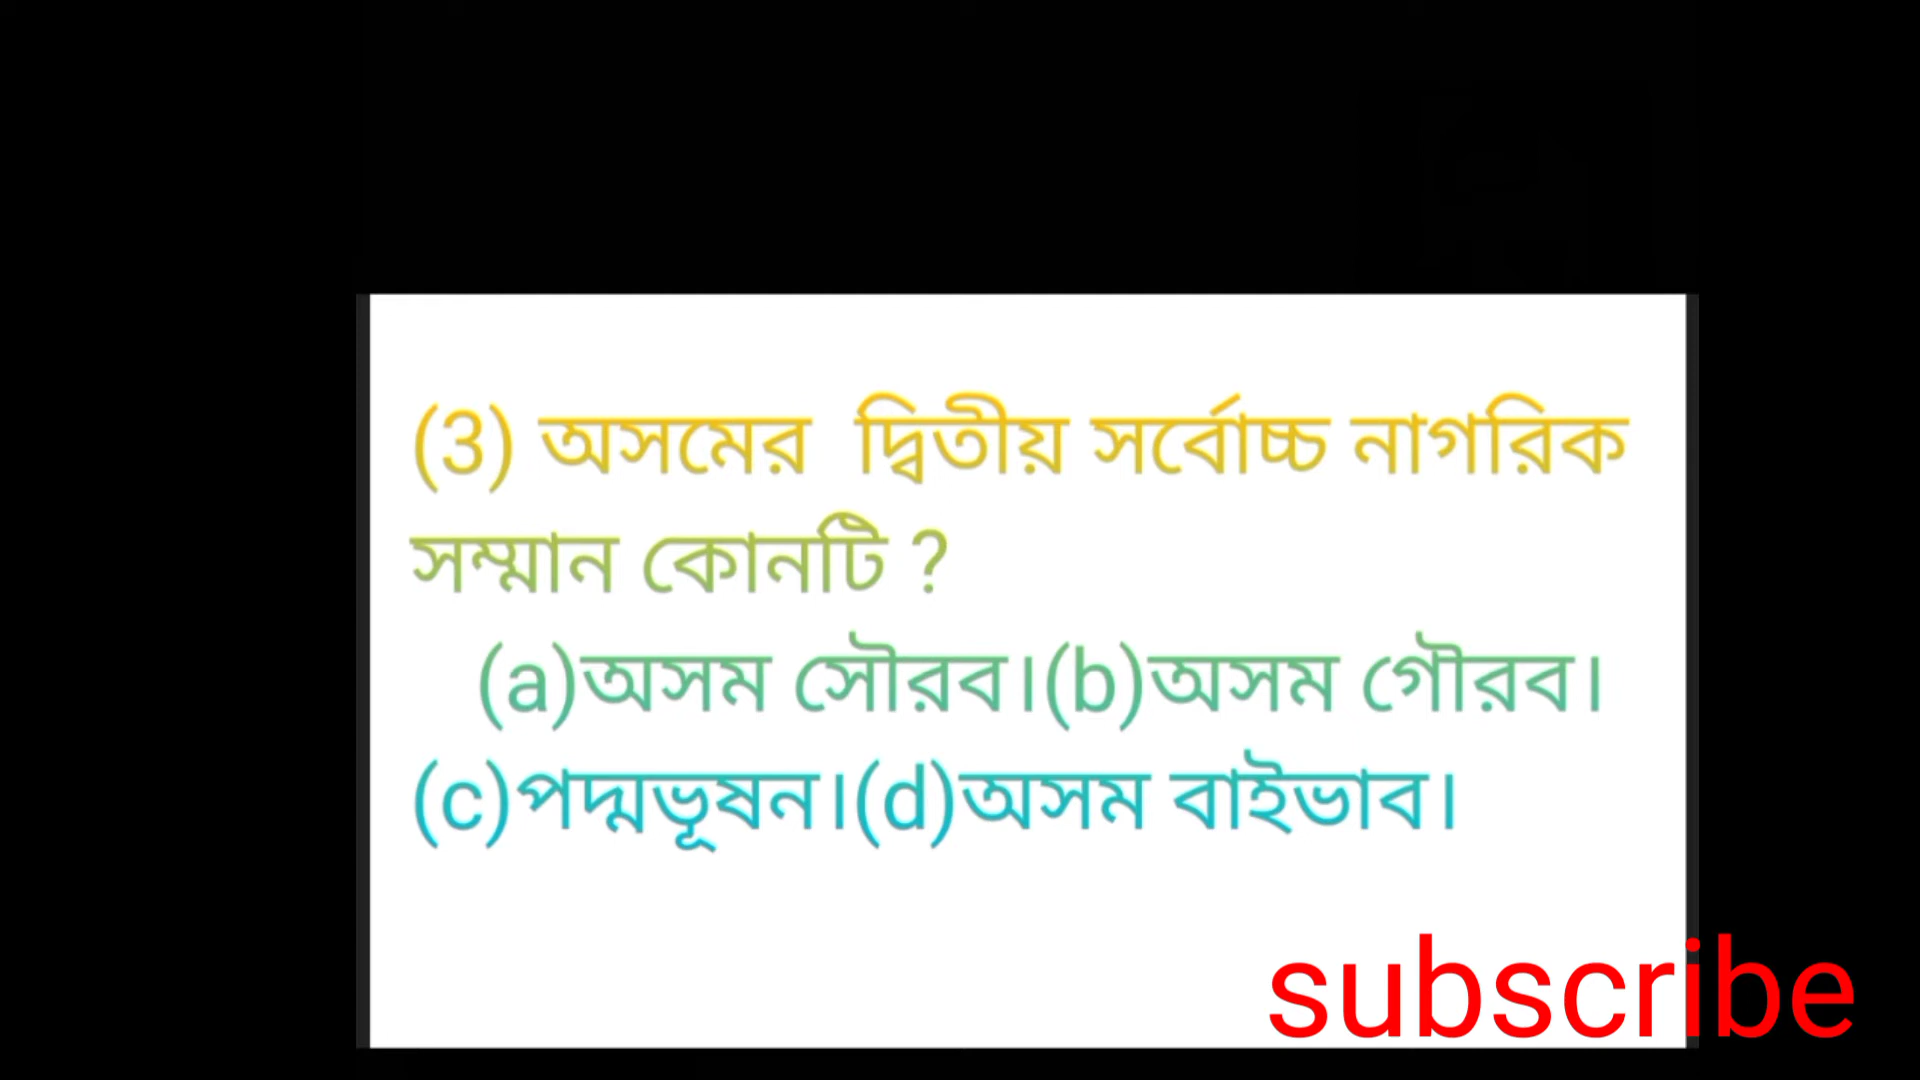 (3) অসমের দ্বিতীয় সর্বোচ্চ নাগরিক
সম্মান কোনটি ?
(a)অসম সৌরব।(b)অসম গৌরব।
(c)পদ্মভূষন।(d)অসম বাইভাব।
subscribe